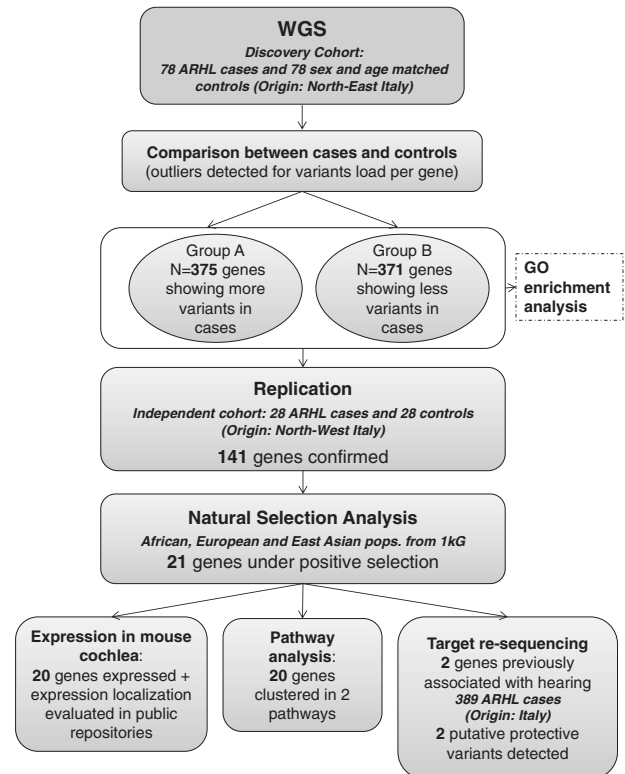 WGS
Discovery Cohort:
78 ARHL cases and 78 sex and age matched
controls (Origin: North-East Italy)
Comparison between cases and controls
(outliers detected for variants load per gene)
Group A
N=375 genes
showing more
variants in
cases
Group B
N=371 genes
showing less
variants in
cases
GO
enrichment
analysis
Replication
Independent cohort: 28 ARHL cases and 28 controls
(Origin: North-West Italy)
141 genes confirmed
Natural Selection Analysis
African, European and East Asian pops. from 1kG
21 genes under positive selection
Expression in mouse
cochlea:
20 genes expressed +
expression localization
evaluated in public
repositories
Pathway
analysis:
20 genes
clustered in 2
pathways
Target re-sequencing
2 genes previously
associated with hearing
389 ARHL cases
(Origin: Italy)
2 putative protective
variants detected